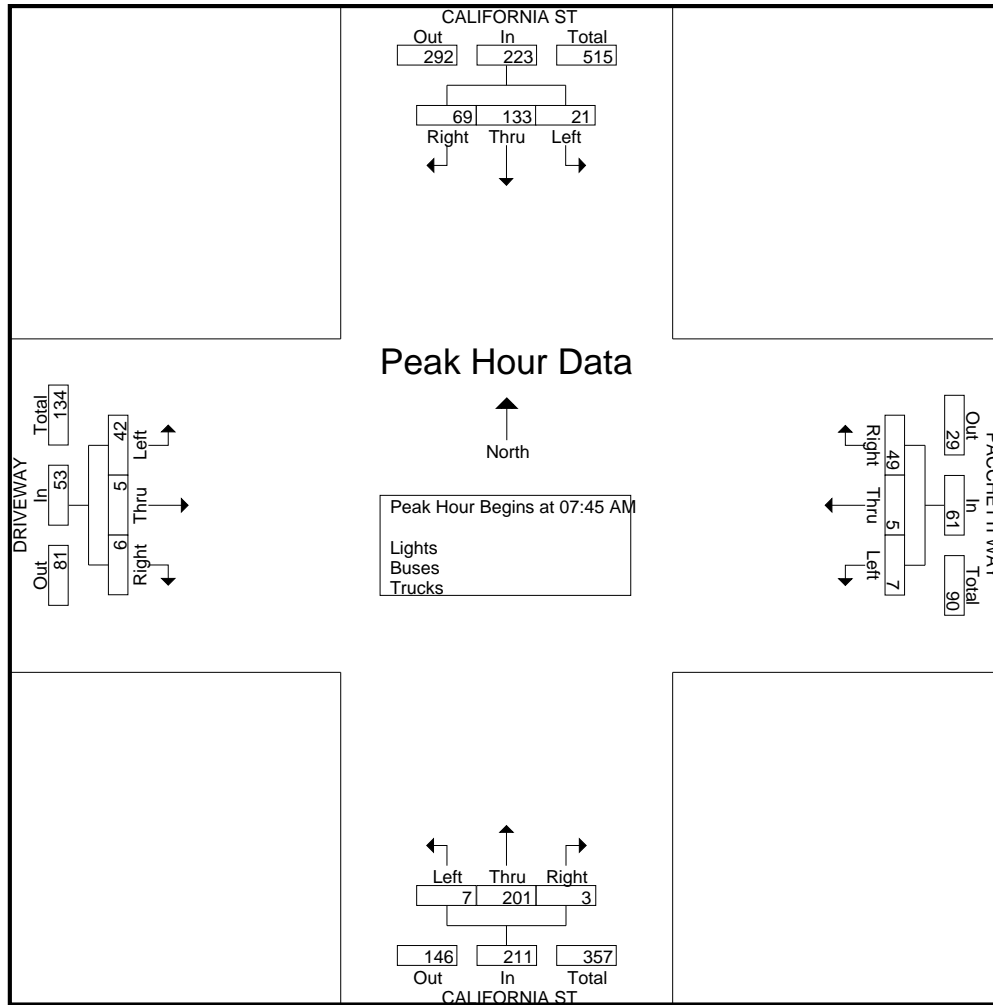 CALIFORNIA ST
Out In Total
292 223 515
69 133 21
Right Thru Left
Peak Hour Data
North
Peak Hour Begins at 07:45 AM
Lights
Buses
Trucks
DRIVEWAY
Out In Total
81 53 134
Right Thru Left
6 5 42
PACCHETTI WAY
Out In Total
29 61 90
Right Thru Left
49 5 7
Left Thru Right
7 201 3
146 211 357
Out In Total
CALIFORNIA ST